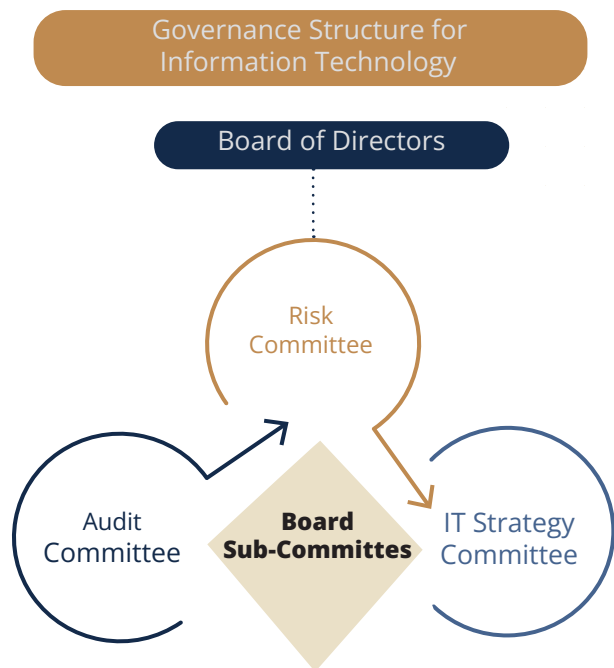 Governance Structure for
Information Technology
Board of Directors
Risk
Committee
Audit
Committee
Board
Sub-Committes
IT Strategy
Committee